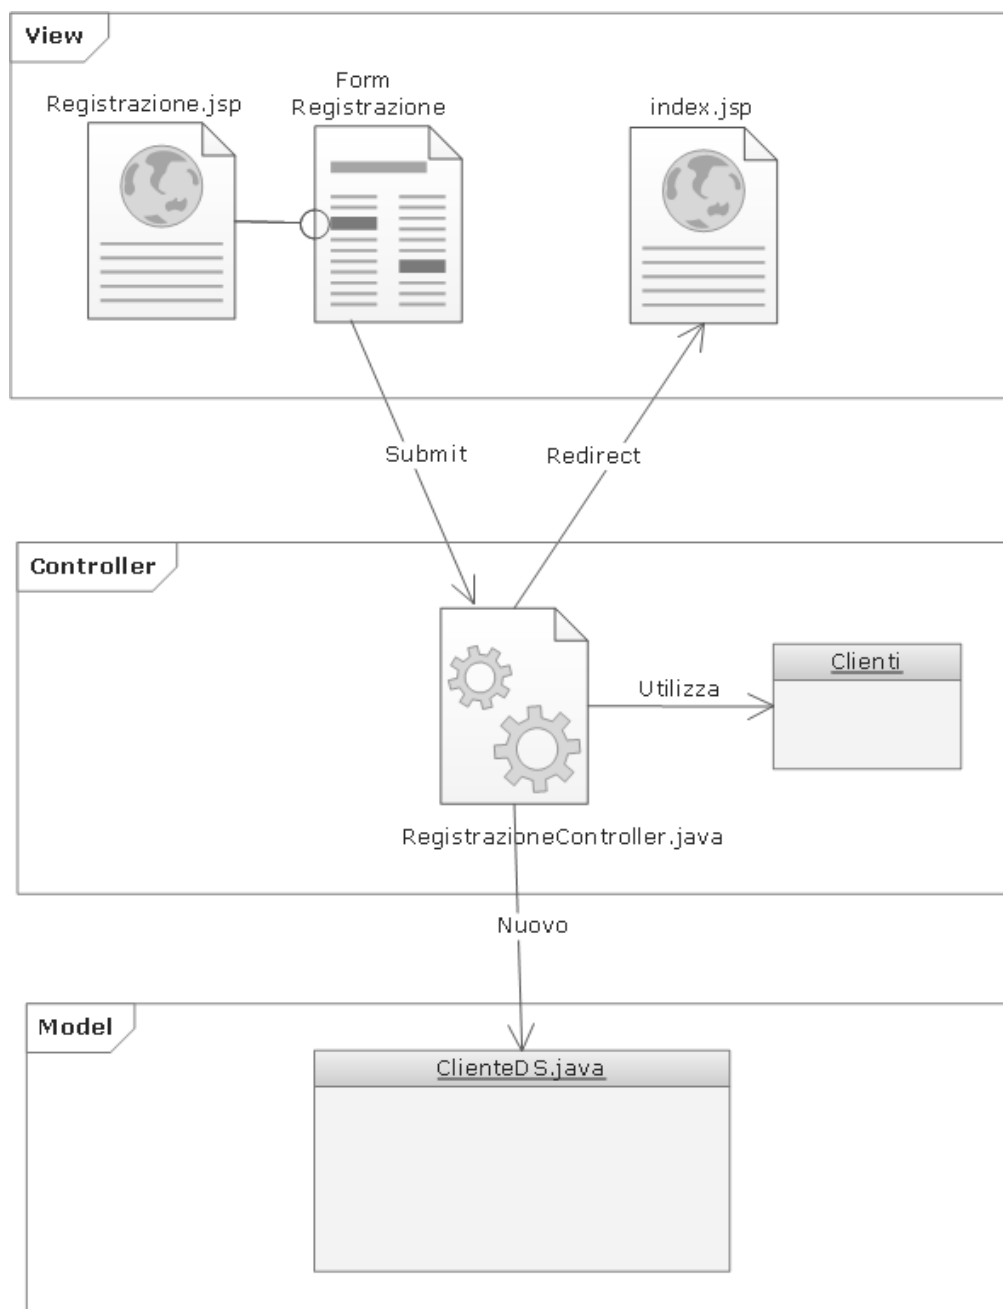 View
Registrazione.jsp
Form
Registrazione
index.jsp
Submit
Redirect
Controller
Clienti
Utilizza
RegistrazioneController.java
Nuovo
Model
ClienteDS.java